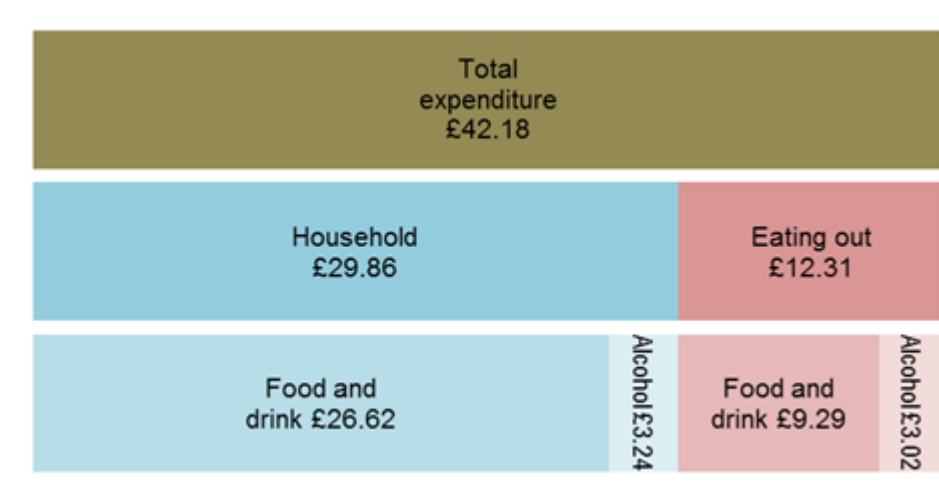 Total
expenditure
£42.18
Household
£29.86
Eating out
£12.31
Food and
drink £26.62
Alcohol £3.24
Food and
drink £9.29
Alcohol £3.02